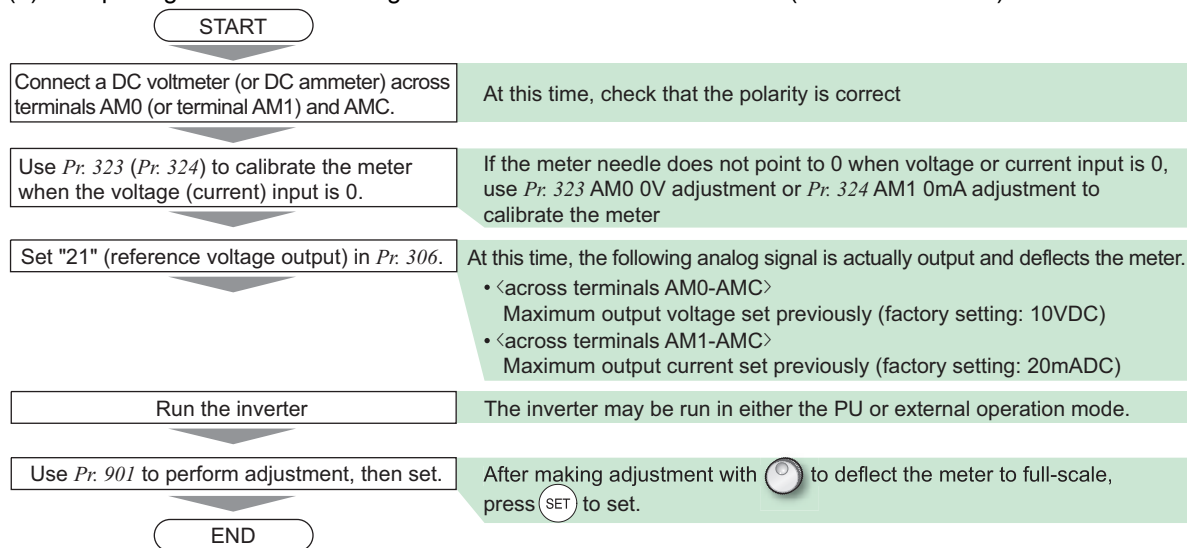 START
Connect a DC voltmeter (or DC ammeter) across
terminals AM0 (or terminal AM1) and AMC.
At this time, check that the polarity is correct
Use Pr. 323 (Pr. 324) to calibrate the meter
when the voltage (current) input is 0.
If the meter needle does not point to 0 when voltage or current input is 0,
use Pr. 323 AM0 0V adjustment or Pr. 324 AM1 0mA adjustment to
calibrate the meter
Set "21" (reference voltage output) in Pr. 306.
At this time, the following analog signal is actually output and deflects the meter.
• <across terminals AM0-AMC>
Maximum output voltage set previously (factory setting: 10VDC)
• <across terminals AM1-AMC>
Maximum output current set previously (factory setting: 20mADC)
Run the inverter
The inverter may be run in either the PU or external operation mode.
Use Pr. 901 to perform adjustment, then set.
After making adjustment with to deflect the meter to full-scale,
press SET to set.
END